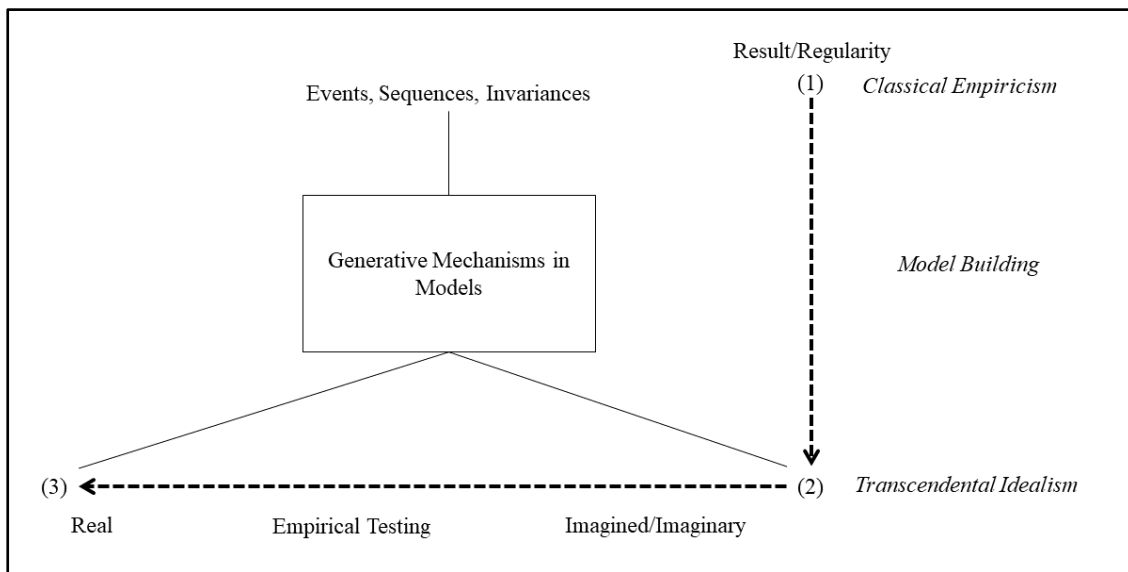 Result/Regularity
(1)
Classical Empiricism
Events, Sequences, Invariances
Generative Mechanisms in
Models
Model Building
(3)
(2)
Transcendental Idealism
Real
Empirical Testing
Imagined/Imaginary